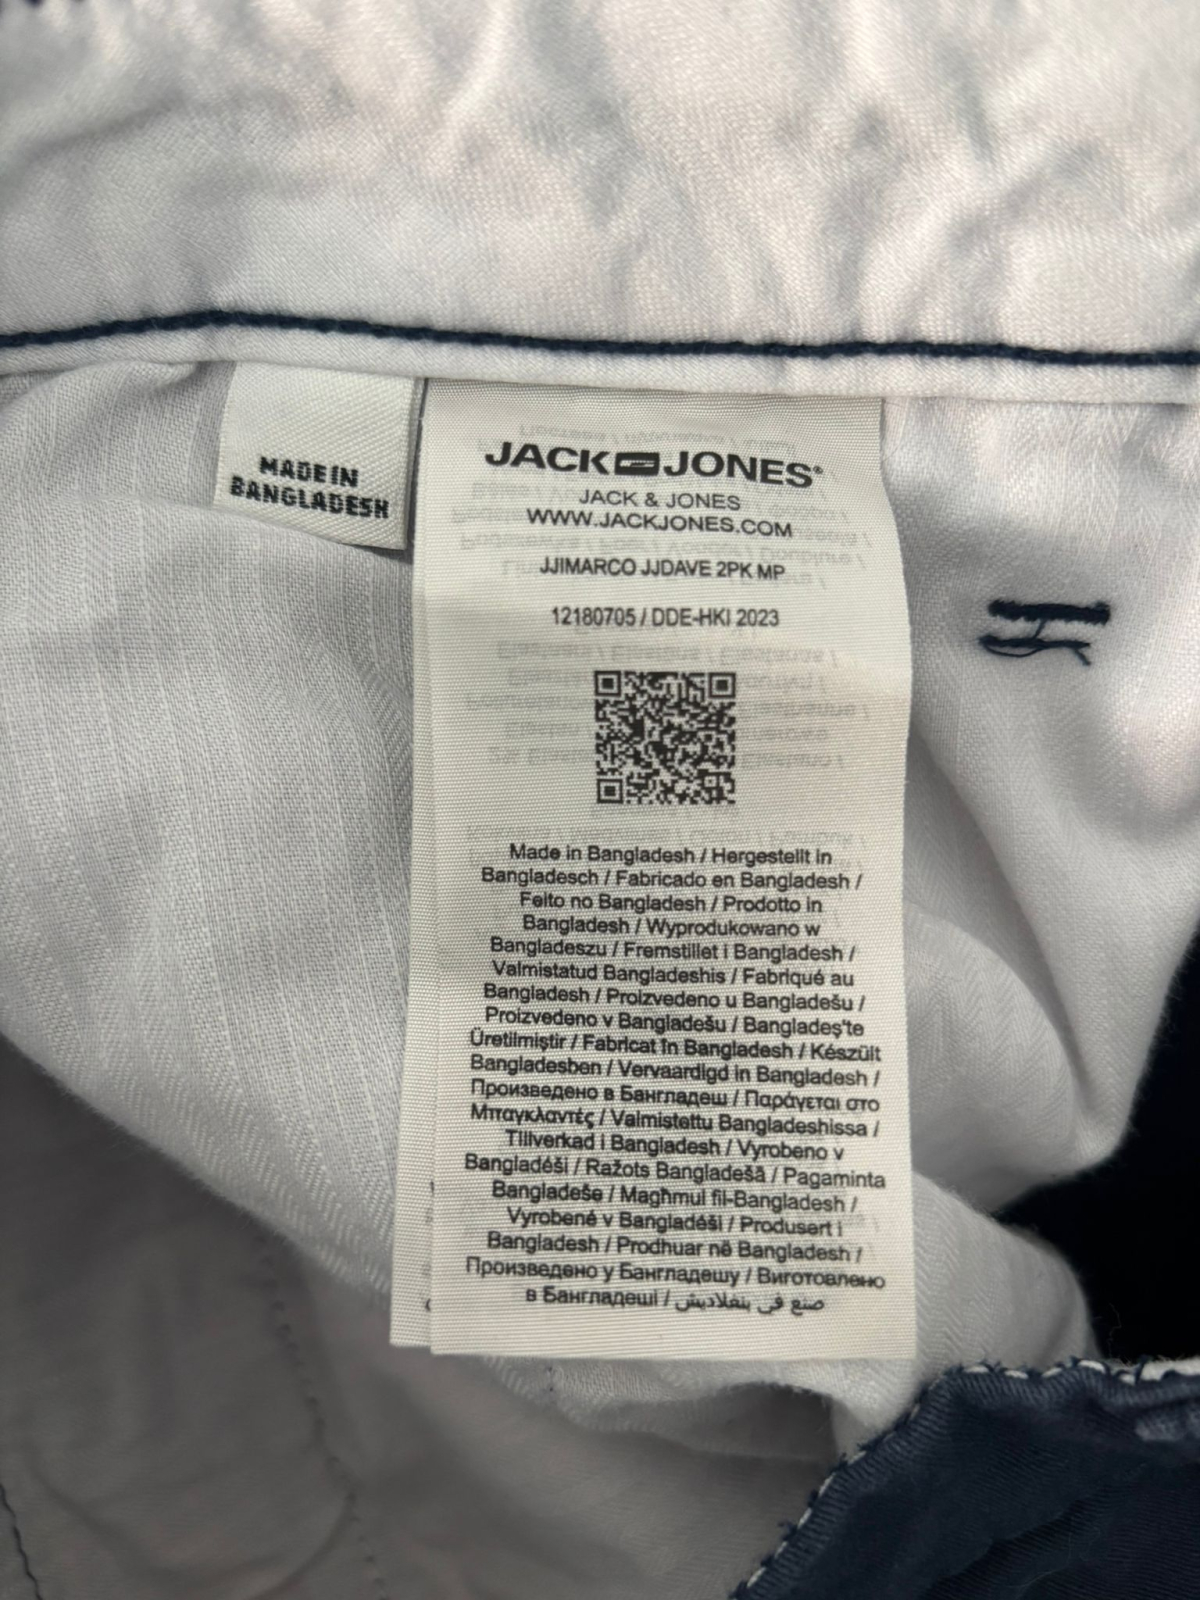 MADE IN
BANGLADESH
JACK JONES®
JACK & JONES
WWW.JACKJONES.COM
JJIMARCO JJDAVE 2PK MP
12180705 / DDE-HKI 2023
Made in Bangladesh / Hergestellt in
Bangladesch / Fabricado en Bangladesh /
Feito no Bangladesh / Prodotto in
Bangladesh / Wyprodukowano w
Bangladeszu / Fremstillet i Bangladesh /
Valmistatud Bangladeshis / Fabriqué au
Bangladesh / Proizvedeno u Bangladešu /
Proizvedeno v Bangladešu / Bangladeş'te
Üretilmiştir / Fabricat în Bangladesh / Készült
Bangladesben / Vervaardigd in Bangladesh /
Произведено в Бангладеш / Παράγεται στο
Μπαγκλαντές / Valmistettu Bangladeshissa /
Tillverkad i Bangladesh / Vyrobeno v
Bangladéši / Ražots Bangladešā / Pagaminta
Bangladeše / Magħmul fil-Bangladesh /
Vyrobené v Bangladéši / Produsert i
Bangladesh / Prodhuar në Bangladesh /
Произведено у Бангладешу / Виготовлено
в Бангладеші / صنع في بنغلاديش